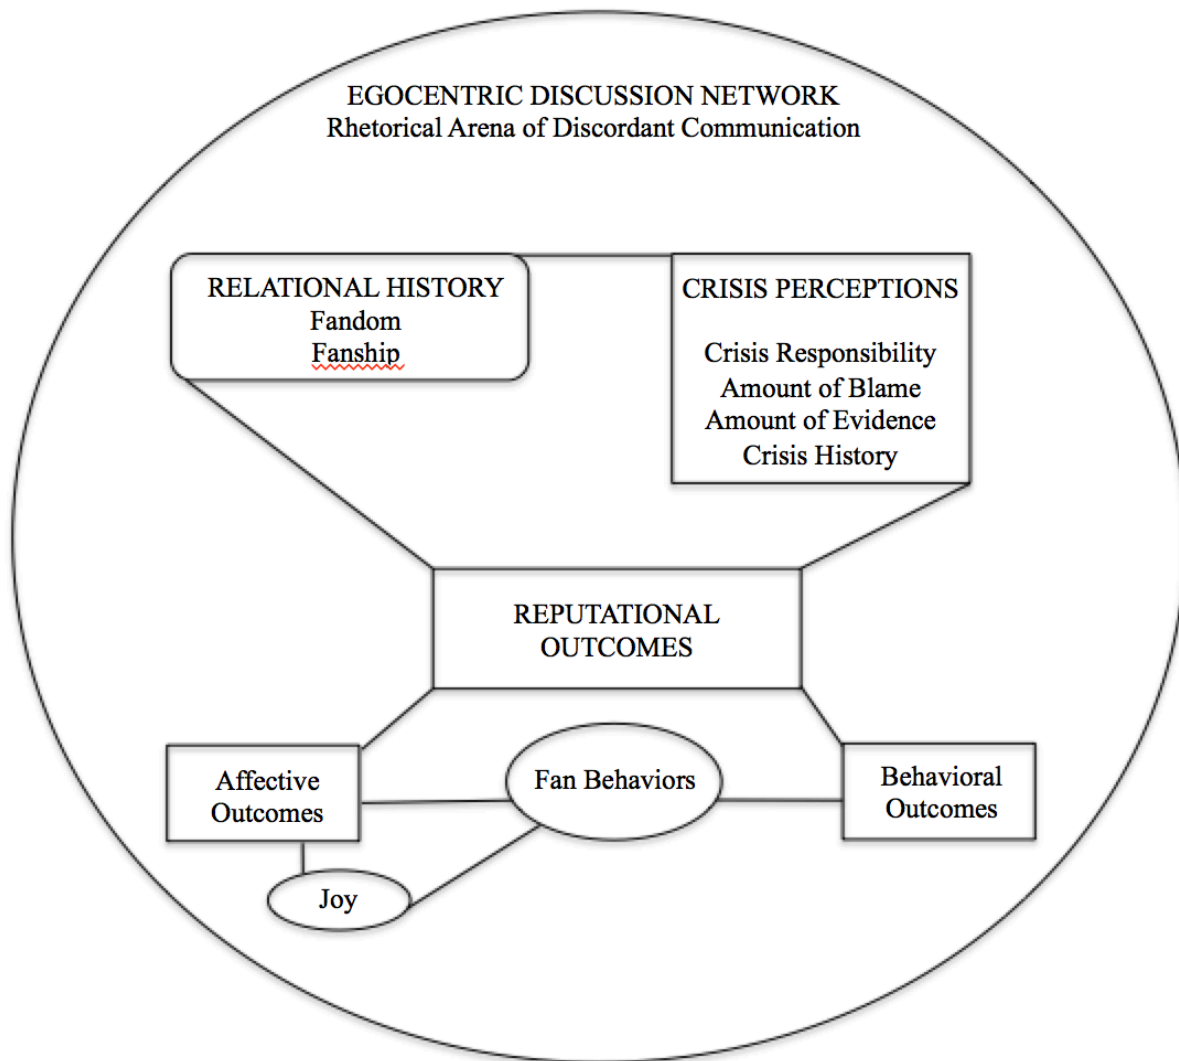 EGOCENTRIC DISCUSSION NETWORK
Rhetorical Arena of Discordant Communication
RELATIONAL HISTORY
Fandom
Fanship
CRISIS PERCEPTIONS
Crisis Responsibility
Amount of Blame
Amount of Evidence
Crisis History
REPUTATIONAL
OUTCOMES
Affective
Outcomes
Fan Behaviors
Behavioral
Outcomes
Joy